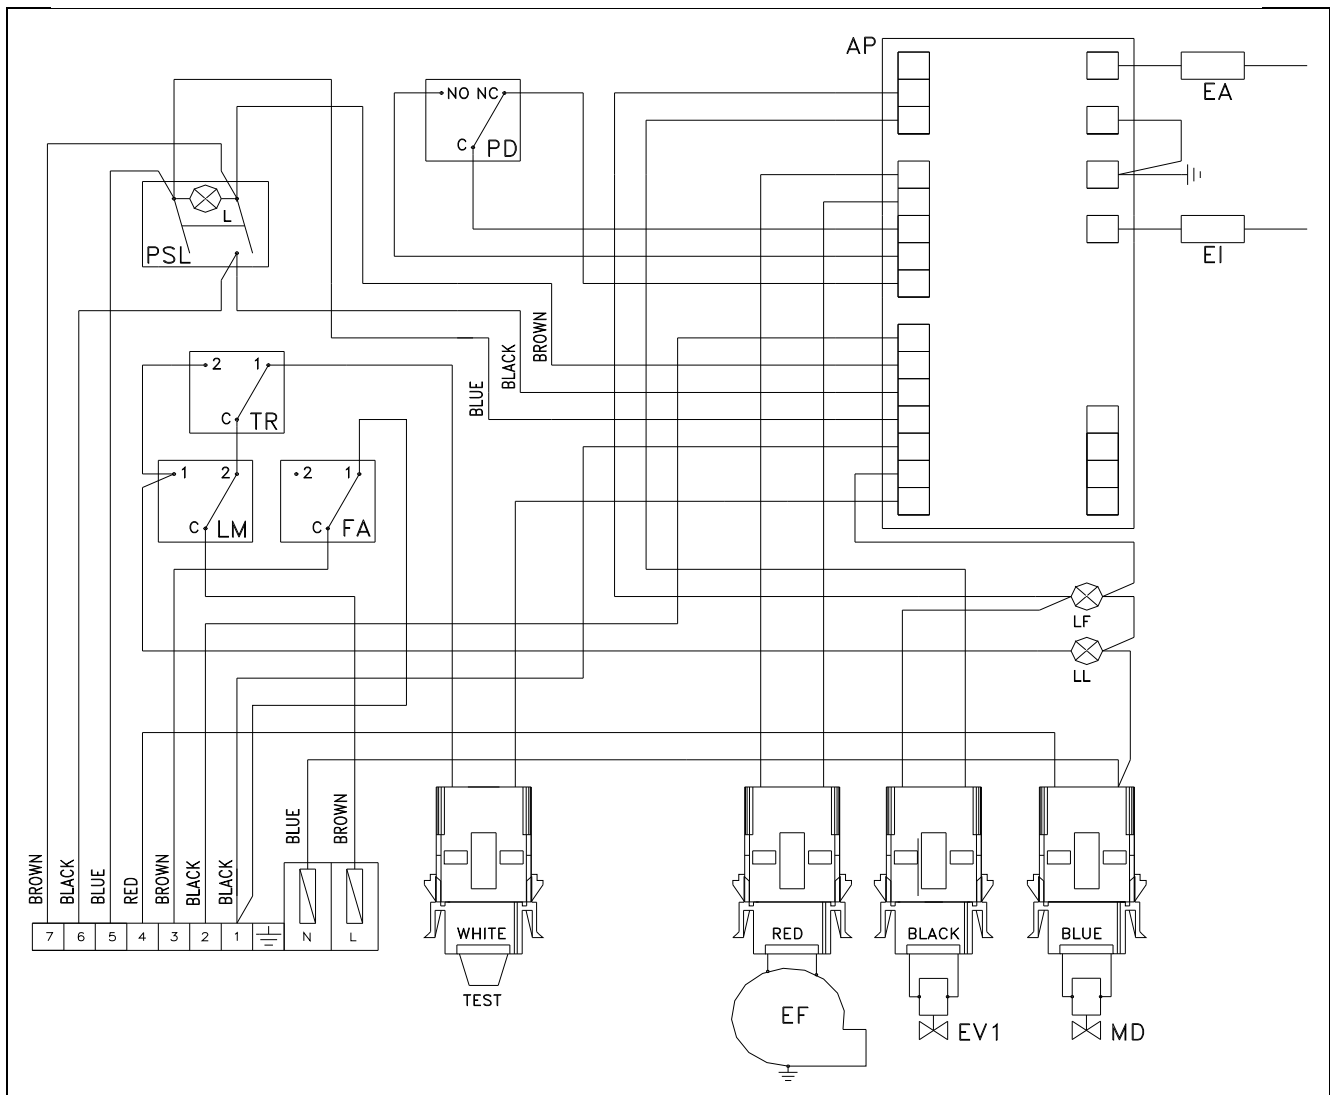 AP
EA
EI
NO NC
C PD
L
PSL
BROWN
BLACK
BLUE
2 1
C TR
1 2
C LM
2 1
C FA
LF
LL
BLUE
BROWN
BROWN
BLACK
BLUE
RED
BROWN
BLACK
BLACK
7 6 5 4 3 2 1 N L
WHITE
TEST
RED
EF
BLACK
EV1
BLUE
MD